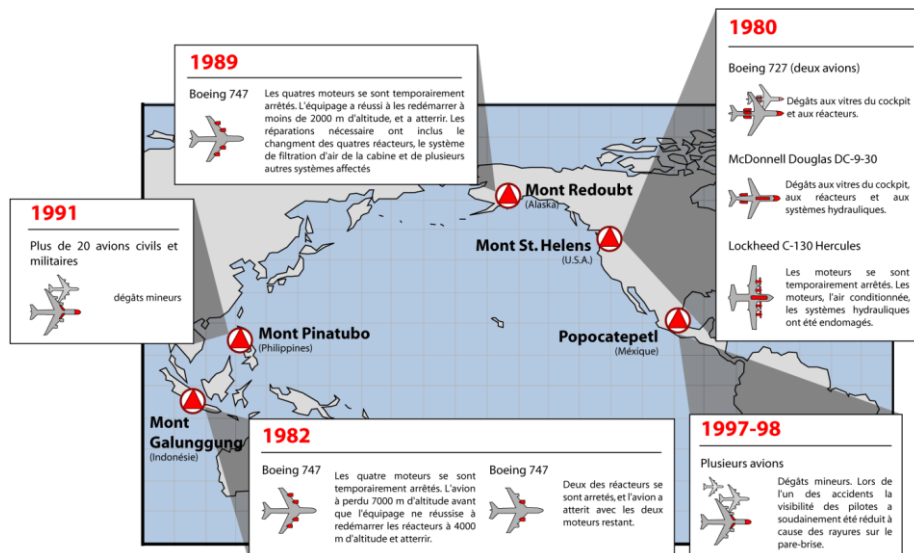 1989
Boeing 747
Les quatres moteurs se sont temporairement
arrêtés. L'équipage a réussi à les redémarrer à
moins de 2000 m d'altitude, et a atterrir. Les
réparations nécessaire ont inclus le
changment des quatres réacteurs, le système
de filtration d'air de la cabine et de plusieurs
autres systèmes affectés
1980
Boeing 727 (deux avions)
Dégâts aux vitres du cockpit
et aux réacteurs.
McDonnell Douglas DC-9-30
Dégâts aux vitres du cockpit,
aux réacteurs et aux
systèmes hydrauliques.
Lockheed C-130 Hercules
Les moteurs se sont
temporairement arrêtés. Les
moteurs, l'air conditionnée,
les systèmes hydrauliques
ont été endomagés.
1991
Plus de 20 avions civils et
militaires
dégâts mineurs
Mont Redoubt
(Alaska)
Mont St. Helens
(U.S.A.)
Mont Pinatubo
(Philippines)
Popocatepetl
(Méxique)
Mont
Galunggung
(Indonésie)
1982
Boeing 747
Les quatre moteurs se sont
temporairement arrêtés. L'avion
à perdu 7000 m d'altitude avant
que l'équipage ne réussise à
redémarrer les réacteurs à 4000
m d'altitude et atterrir.
Boeing 747
Deux des réacteurs se
sont arretés, et l'avion a
atterit avec les deux
moteurs restant.
1997-98
Plusieurs avions
Dégâts mineurs. Lors de
l'un des accidents la
visibilité des pilotes a
soudainement été réduit à
cause des rayures sur le
pare-brise.